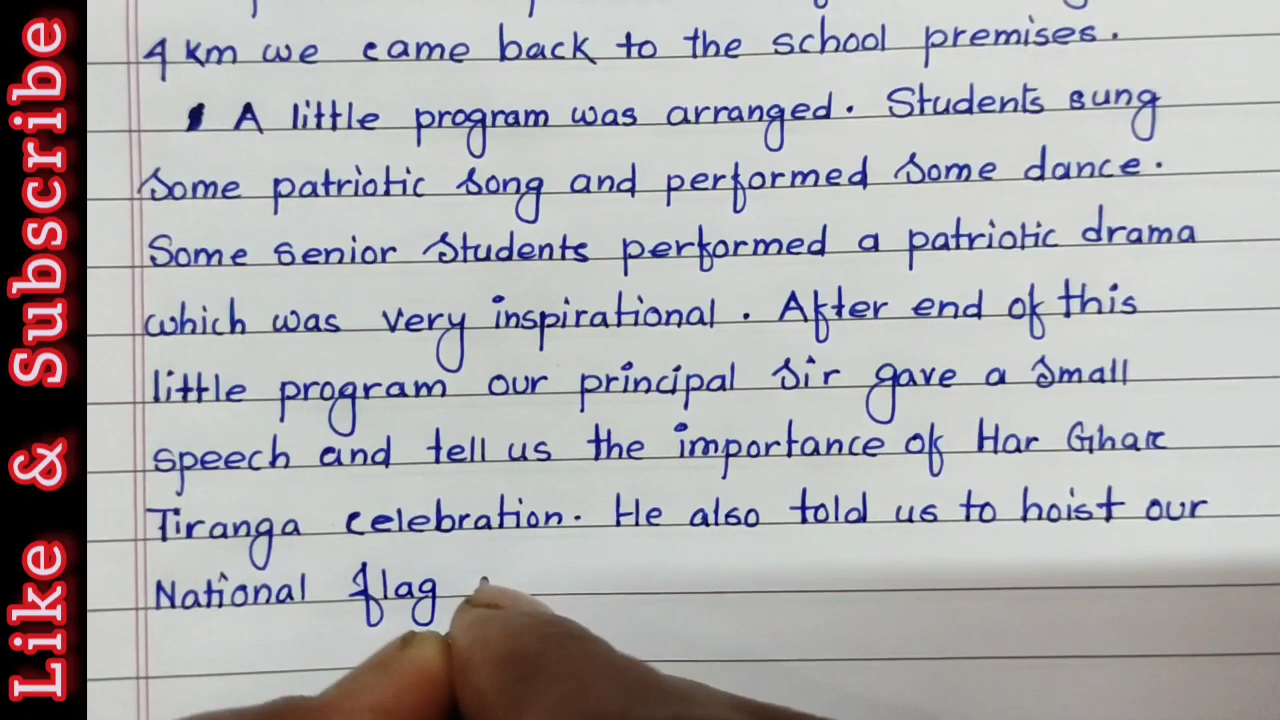 Like & Subscribe
4 km we came back to the school premises.
A little program was arranged. Students sung
Some patriotic song and performed some dance.
Some senior students performed a patriotic drama
which was very inspirational. After end of this
little program our principal sir gave a small
speech and tell us the importance of Har Ghar
Tiranga celebration. He also told us to hoist our
National flag